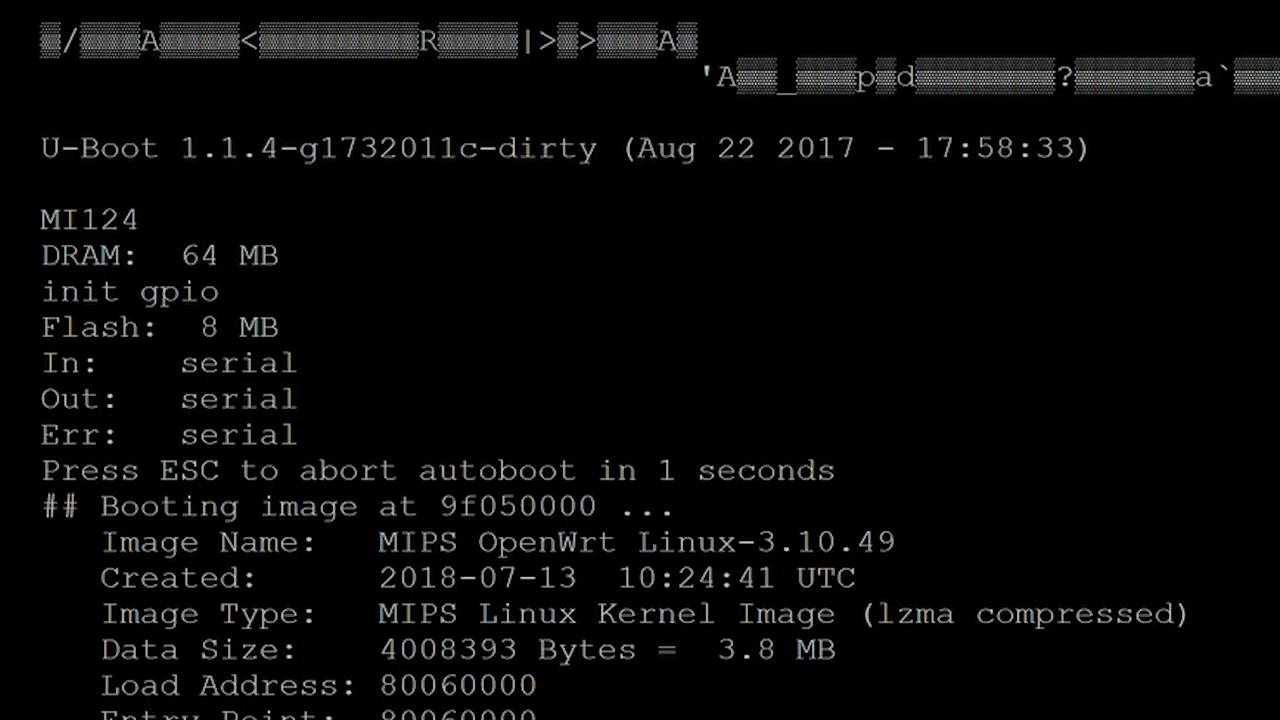 ▒/▒▒▒A▒▒▒▒<▒▒▒▒▒▒▒▒R▒▒▒▒|>▒>▒▒▒A▒
'A▒▒_▒▒▒p▒d▒▒▒▒▒▒▒?▒▒▒▒▒▒a`▒▒
U-Boot 1.1.4-g1732011c-dirty (Aug 22 2017 - 17:58:33)
MI124
DRAM:  64 MB
init gpio
Flash:  8 MB
In:    serial
Out:   serial
Err:   serial
Press ESC to abort autoboot in 1 seconds
## Booting image at 9f050000 ...
Image Name:   MIPS OpenWrt Linux-3.10.49
Created:      2018-07-13  10:24:41 UTC
Image Type:   MIPS Linux Kernel Image (lzma compressed)
Data Size:    4008393 Bytes =  3.8 MB
Load Address: 80060000
Entry Point:  80060000